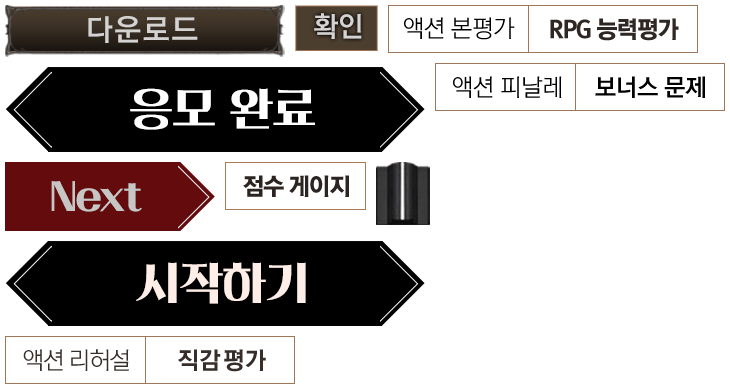 다운로드
확인
액션 본평가
RPG 능력평가
액션 피날레
보너스 문제
응모 완료
Next
점수 게이지
시작하기
액션 리허설
직감 평가